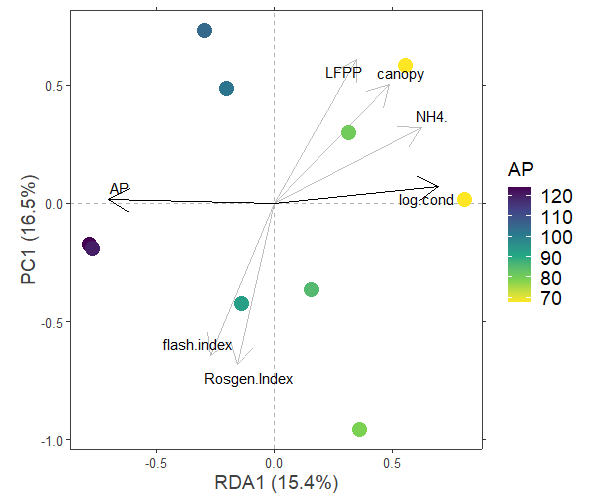 LFPP
canopy
NH4.
AP
log.cond
flash.index
Rosgen.Index
0.5
0.0
-0.5
-1.0
-0.5
0.0
0.5
PC1 (16.5%)
RDA1 (15.4%)
AP
120
110
100
90
80
70